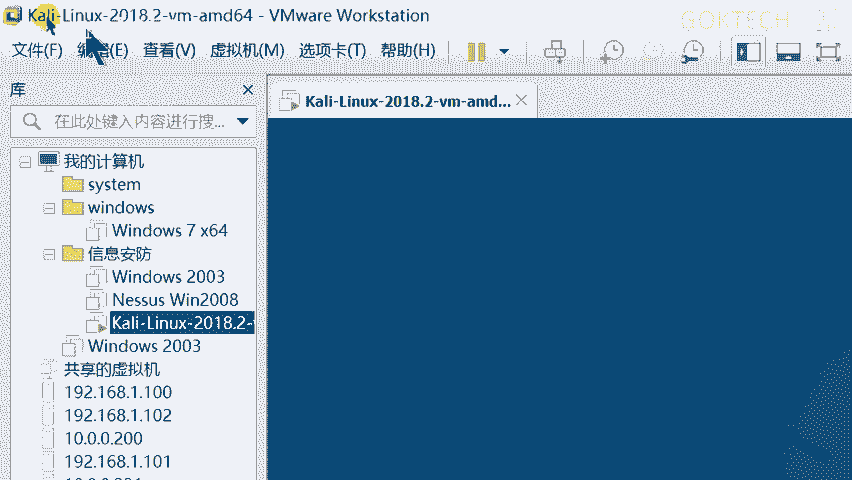 Kali-Linux-2018.2-vm-amd64 - VMware Workstation
GOKTECH
文件(F) 编辑(E) 查看(V) 虚拟机(M) 选项卡(T) 帮助(H)
库
Kali-Linux-2018.2-vm-amd...
在此处键入内容进行搜...
我的计算机
system
windows
Windows 7 x64
信息安防
Windows 2003
Nessus Win2008
Kali-Linux-2018.2-
Windows 2003
共享的虚拟机
192.168.1.100
192.168.1.102
10.0.0.200
192.168.1.101